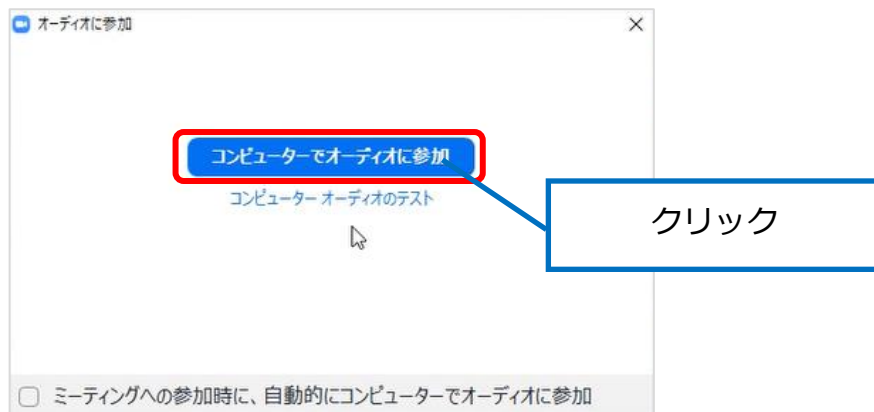 オーディオに参加
コンピューターでオーディオに参加
コンピューター オーディオのテスト
クリック
ミーティングへの参加時に、自動的にコンピューターでオーディオに参加